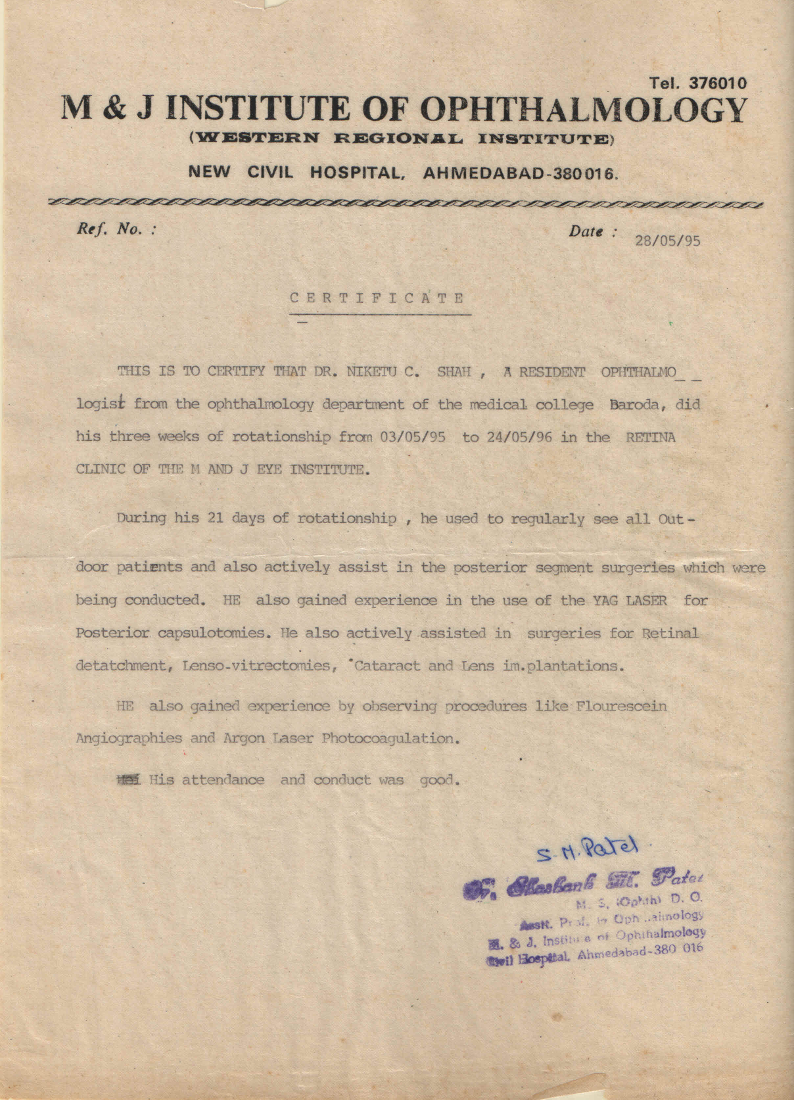 Tel. 376010
M & J INSTITUTE OF OPHTHALMOLOGY
(WESTERN REGIONAL INSTITUTE)
NEW CIVIL HOSPITAL, AHMEDABAD-380016.
Ref. No. :
Date : 28/05/95
CERTIFICATE
THIS IS TO CERTIFY THAT DR. NIKETU C. SHAH , A RESIDENT OPHTHALMO_ _
logist from the ophthalmology department of the medical college Baroda, did
his three weeks of rotationship from 03/05/95 to 24/05/96 in the RETINA
CLINIC OF THE M AND J EYE INSTITUTE.
During his 21 days of rotationship , he used to regularly see all Out-
door patients and also actively assist in the posterior segment surgeries which were
being conducted. HE also gained experience in the use of the YAG LASER for
Posterior capsulotomies. He also actively assisted in surgeries for Retinal
detatchment, Lenso-vitrectomies, Cataract and Lens im.plantations.
HE also gained experience by observing procedures like Flourescein
Angiographies and Argon Laser Photocoagulation.
His attendance and conduct was good.
S. M. Patel
Dr. Shashank M. Patel
M. S. (Ophth) D. O.
Asstt. Prof. in Ophthalmology
M. & J. Institute of Ophthalmology
Civil Hospital, Ahmedabad-380 016